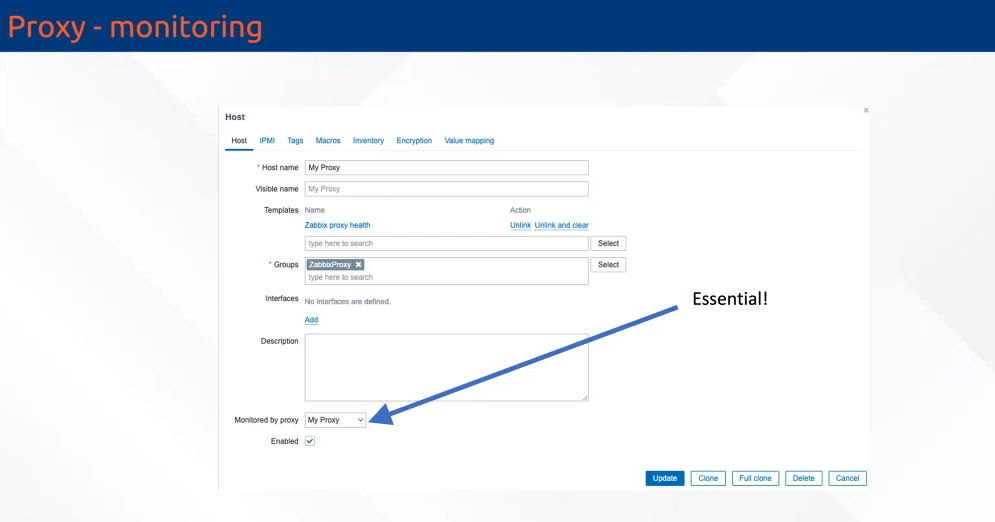 Proxy - monitoring
Host
Host IPMI Tags Macros Inventory Encryption Value mapping
* Host name My Proxy
Visible name My Proxy
Templates Name Action
Zabbix proxy health Unlink Unlink and clear
type here to search Select
* Groups ZabbixProxy Select
type here to search
Interfaces No interfaces are defined.
Essential!
Add
Description
Monitored by proxy My Proxy
Enabled
Update Clone Full clone Delete Cancel